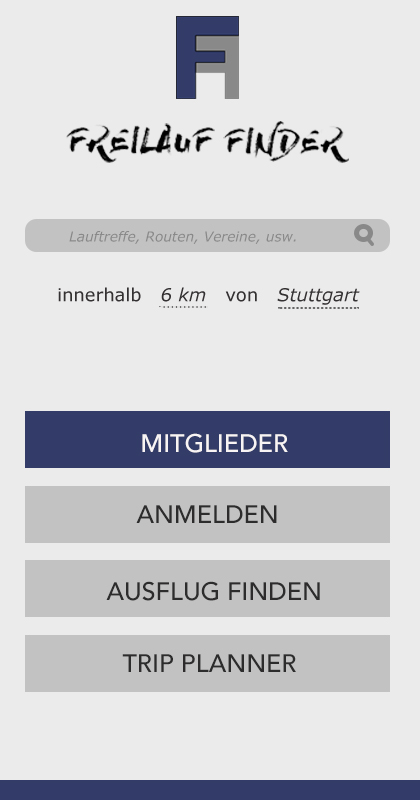 FREILAUF FINDER
Lauftreffe, Routen, Vereine, usw.
innerhalb 6 km von Stuttgart
MITGLIEDER
ANMELDEN
AUSFLUG FINDEN
TRIP PLANNER